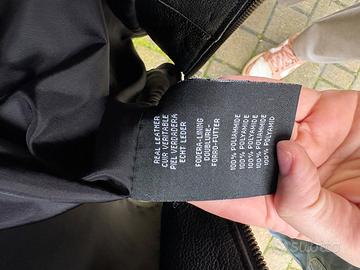 REAL LEATHER
CUIR VERITABLE
PIEL VERDADERA
ECHT LEDER
FODERA-LINING
DOUBLURE-
FORRO-FUTTER
100% POLIAMMIDE
100% POLYAMIDE
100% POLYAMIDE
100% POLIAMIDA
100% POLYAMID